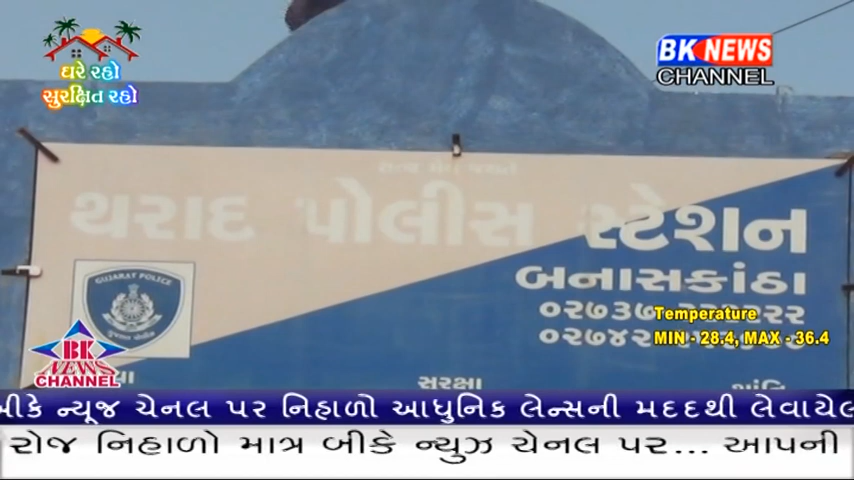 ઘરે રહો
સુરક્ષિત રહો
BK NEWS
CHANNEL
થરાદ પોલીસ સ્ટેશન
GUJARAT POLICE
ગુજરાત પોલીસ
બનાસકાંઠા
Temperature
MIN - 28.4, MAX - 36.4
BK
NEWS
CHANNEL
સુરક્ષા
બીકે ન્યૂજ ચેનલ પર નિહાળો આધુનિક લેન્સની મદદથી લેવાયેલ
રોજ નિહાળો માત્ર બીકે ન્યુઝ ચેનલ પર... આપની